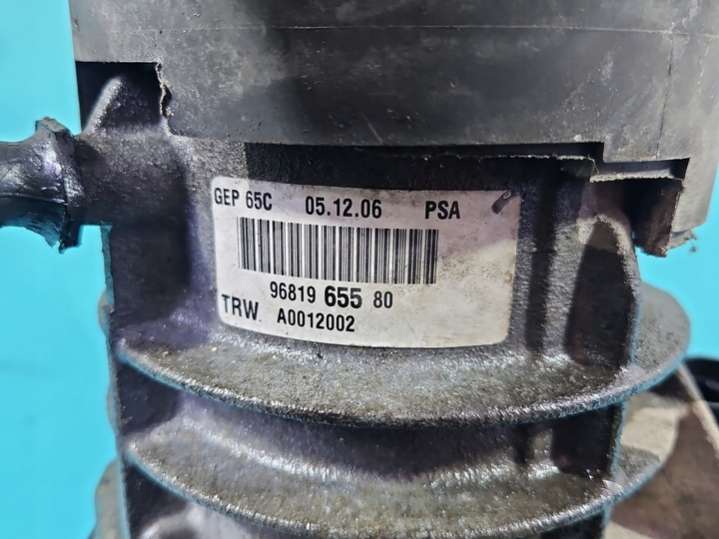 GEP 65C 05.12.06 PSA
96819 655 80
TRW. A0012002